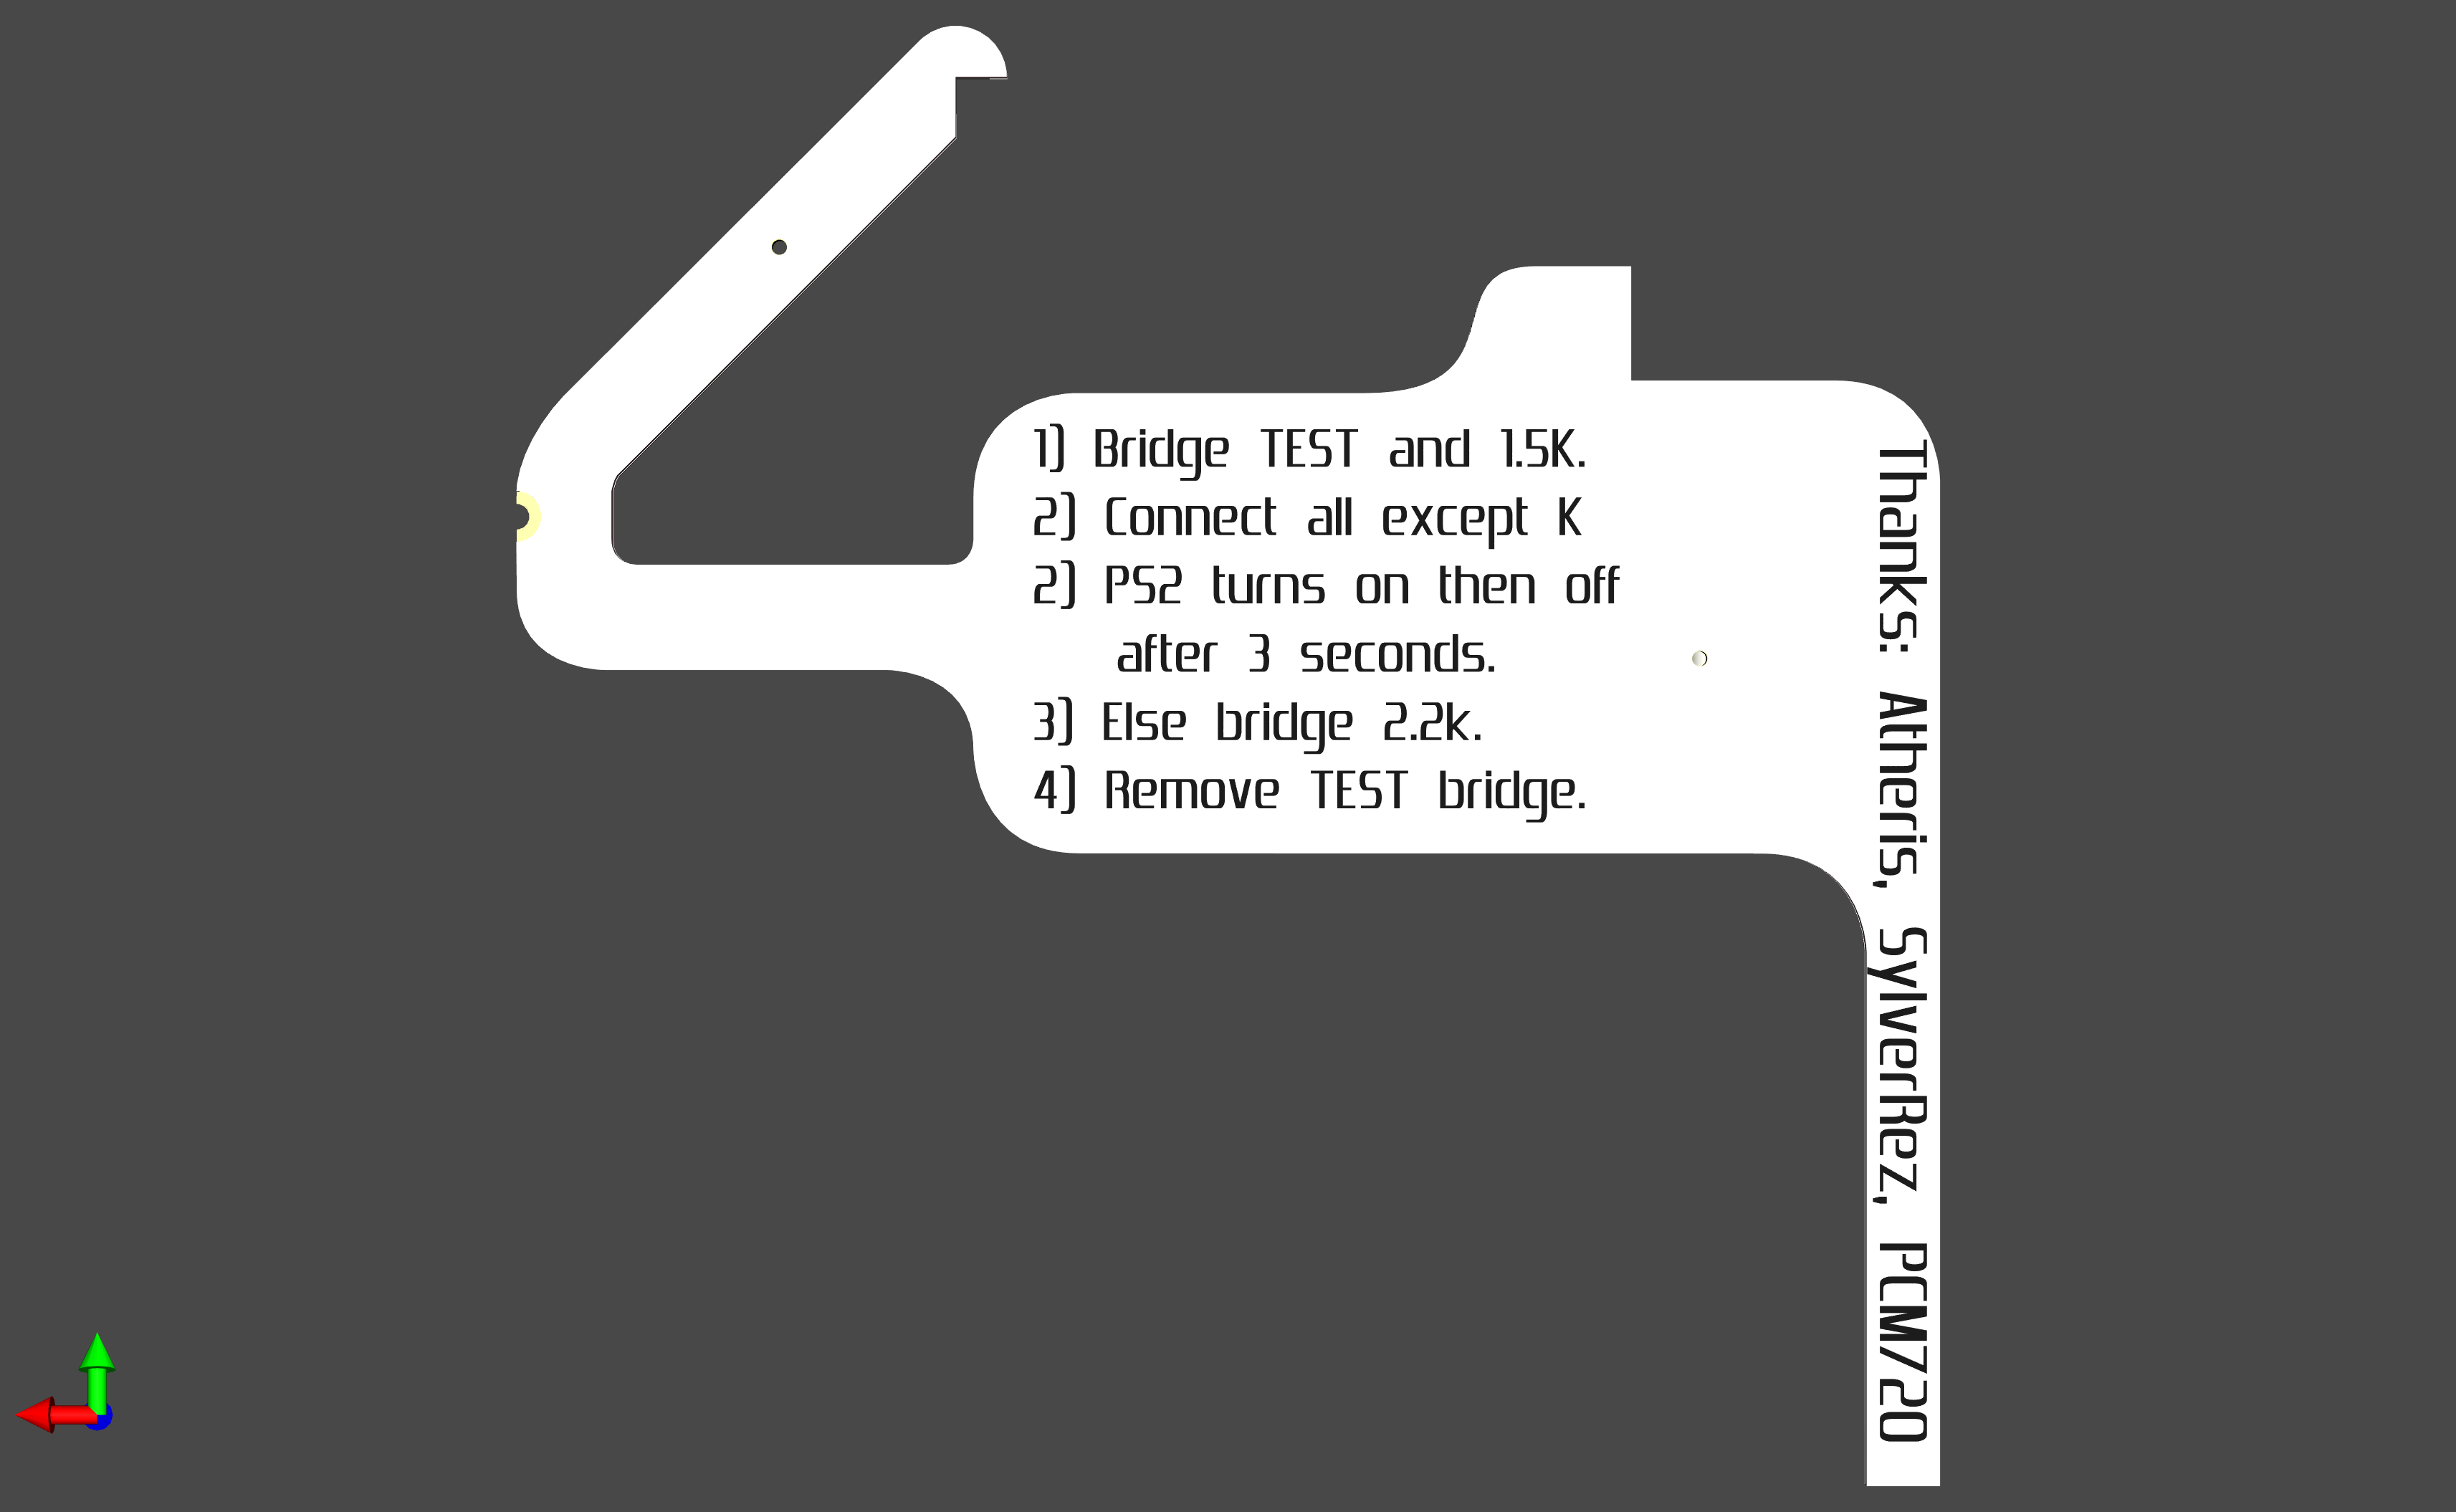 1) Bridge TEST and 1.5K.
2) Connect all except K
2) PS2 turns on then off
after 3 seconds.
3) Else bridge 2.2k.
4) Remove TEST bridge.
Thanks: Atheris, SylverReZ, PCM720